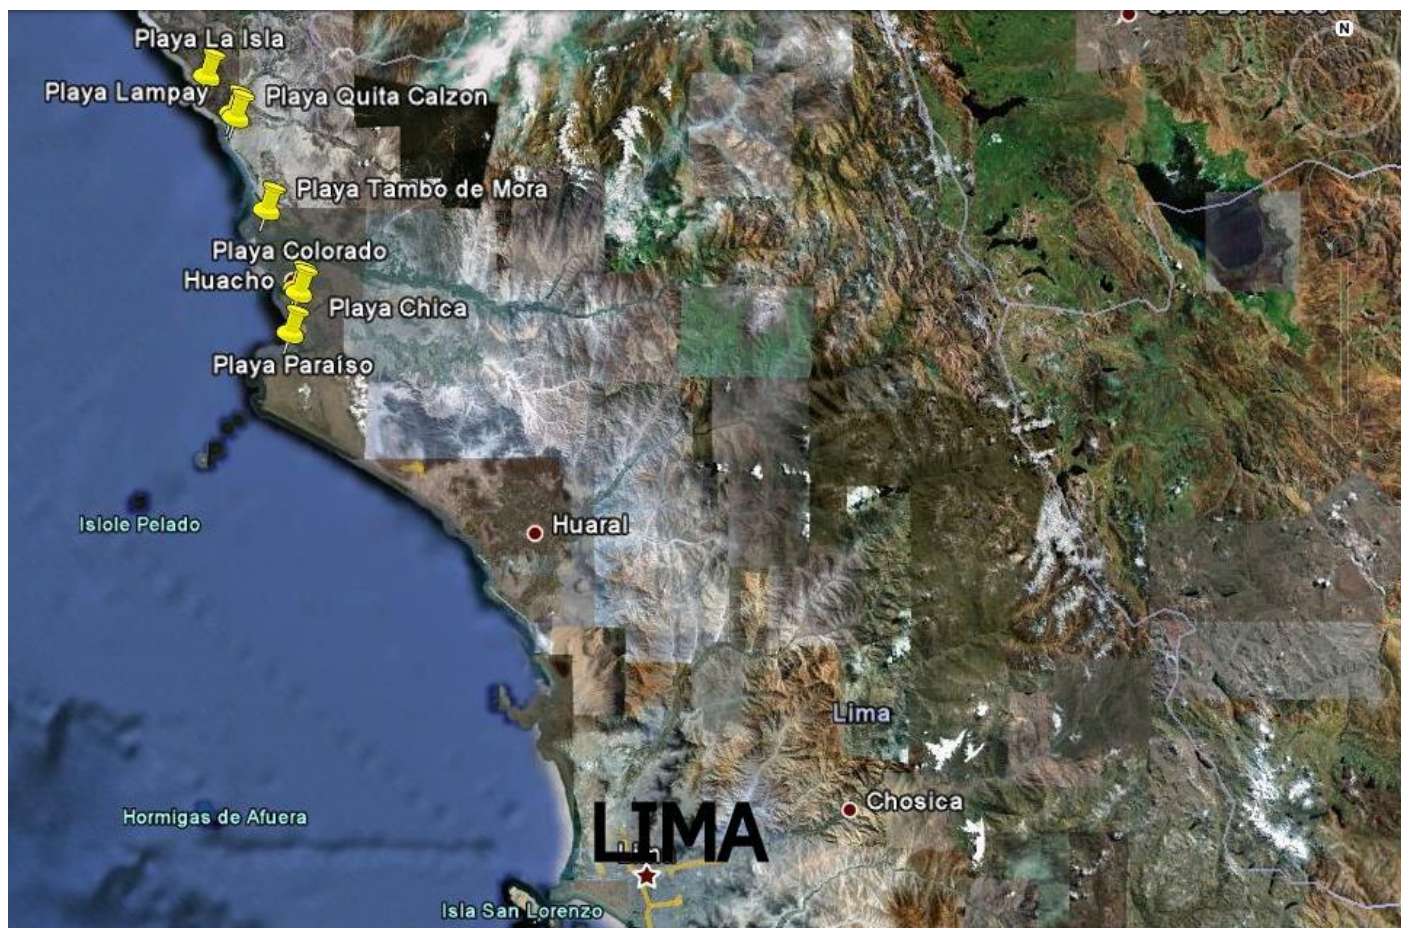 Playa La Isla
N
Playa Lampay
Playa Quita Calzon
Playa Tambo de Mora
Playa Colorado
Huacho
Playa Chica
Playa Paraíso
Islole Pelado
Huaral
Lima
Hormigas de Afuera
Chosica
LIMA
Isla San Lorenzo